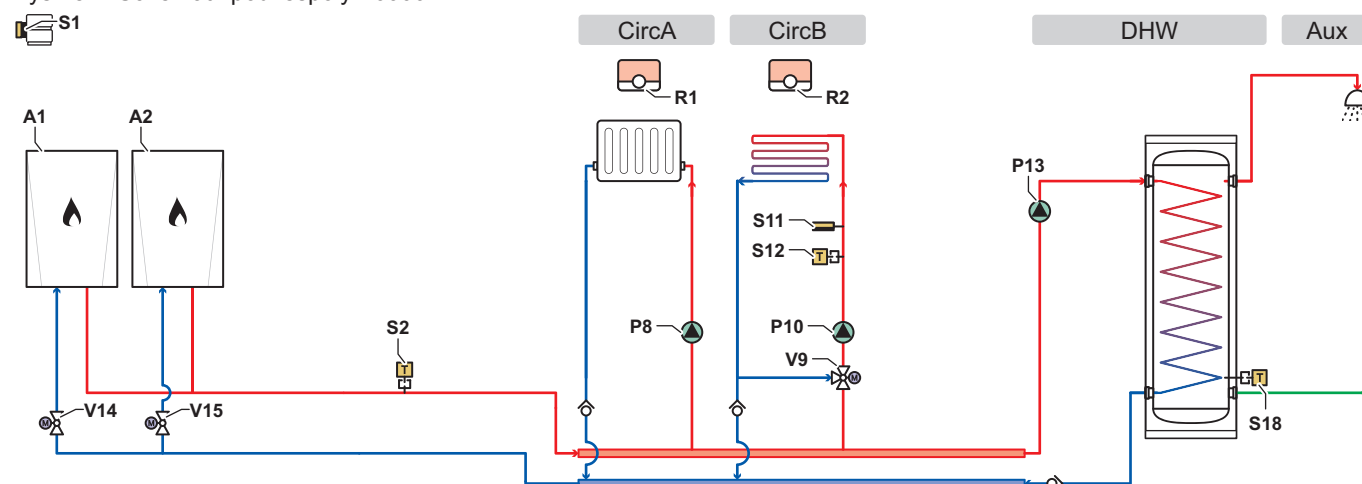 S1
CircA
CircB
DHW
Aux
R1
R2
A1
A2
P13
S11
S12
T
S2
T
P8
P10
V9
M
V14
M
V15
M
T
S18